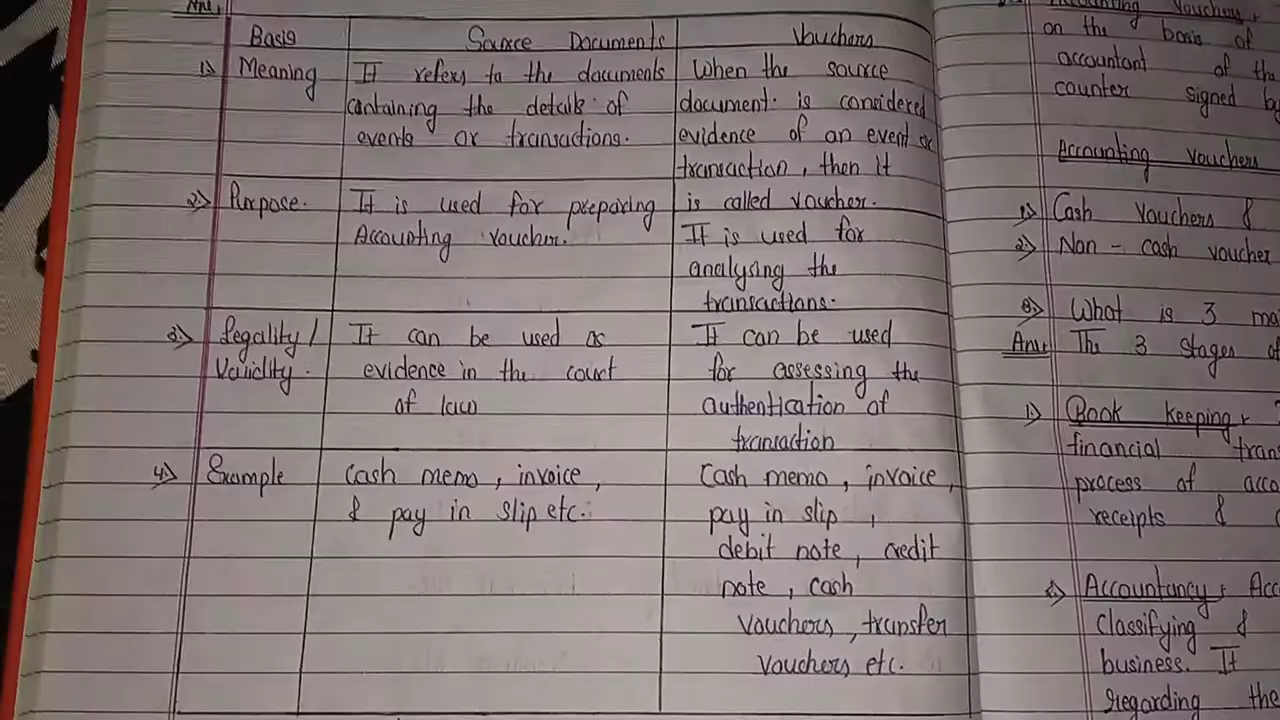 Ans,
Basis Source Documents Vouchers
1) Meaning It refers to the documents When the source
containing the details of document is considered
events or transactions. evidence of an event or
transaction, then it
2) Purpose. It is used for preparing is called voucher.
Accounting voucher. It is used for
analysing the
transactions.
3) Legality/ It can be used as It can be used
Validity. evidence in the court for assessing the
of law authentication of
transaction
4) Example Cash memo, invoice, Cash memo, invoice,
& pay in slip etc. pay in slip,
debit note, credit
note, cash
vouchers, transfer
vouchers etc.
Accounting Vouchers
on the basis of
accountant of the
counter signed by
Accounting vouchers
1) Cash Vouchers &
2) Non - cash voucher
What is 3
Ans, The 3 stages of
1) Book keeping
financial
process of
receipts &
2) Accountancy,
classifying &
business. It
regarding the